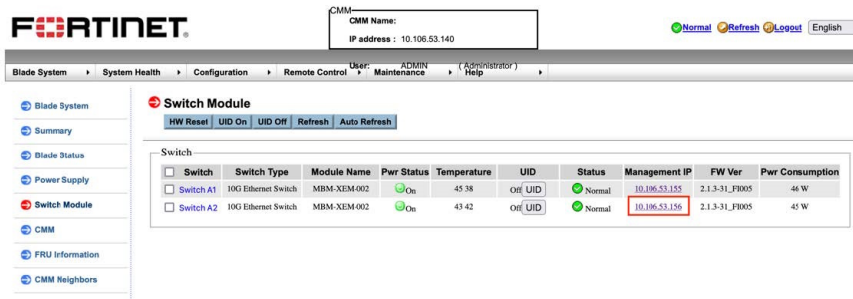 FORTINET
CMM
CMM Name:
IP address : 10.106.53.140
User: ADMIN ( Administrator )
Normal Refresh Logout English
Blade System System Health Configuration Remote Control Maintenance Help
Blade System
Summary
Blade Status
Power Supply
Switch Module
CMM
FRU Information
CMM Neighbors
Switch Module
HW Reset UID On UID Off Refresh Auto Refresh
Switch
Switch Switch Type Module Name Pwr Status Temperature UID Status Management IP FW Ver Pwr Consumption
Switch A1 10G Ethernet Switch MBM-XEM-002 On 45 38 Off UID Normal 10.106.53.155 2.1.3-31_FI005 46 W
Switch A2 10G Ethernet Switch MBM-XEM-002 On 43 42 Off UID Normal 10.106.53.156 2.1.3-31_FI005 45 W